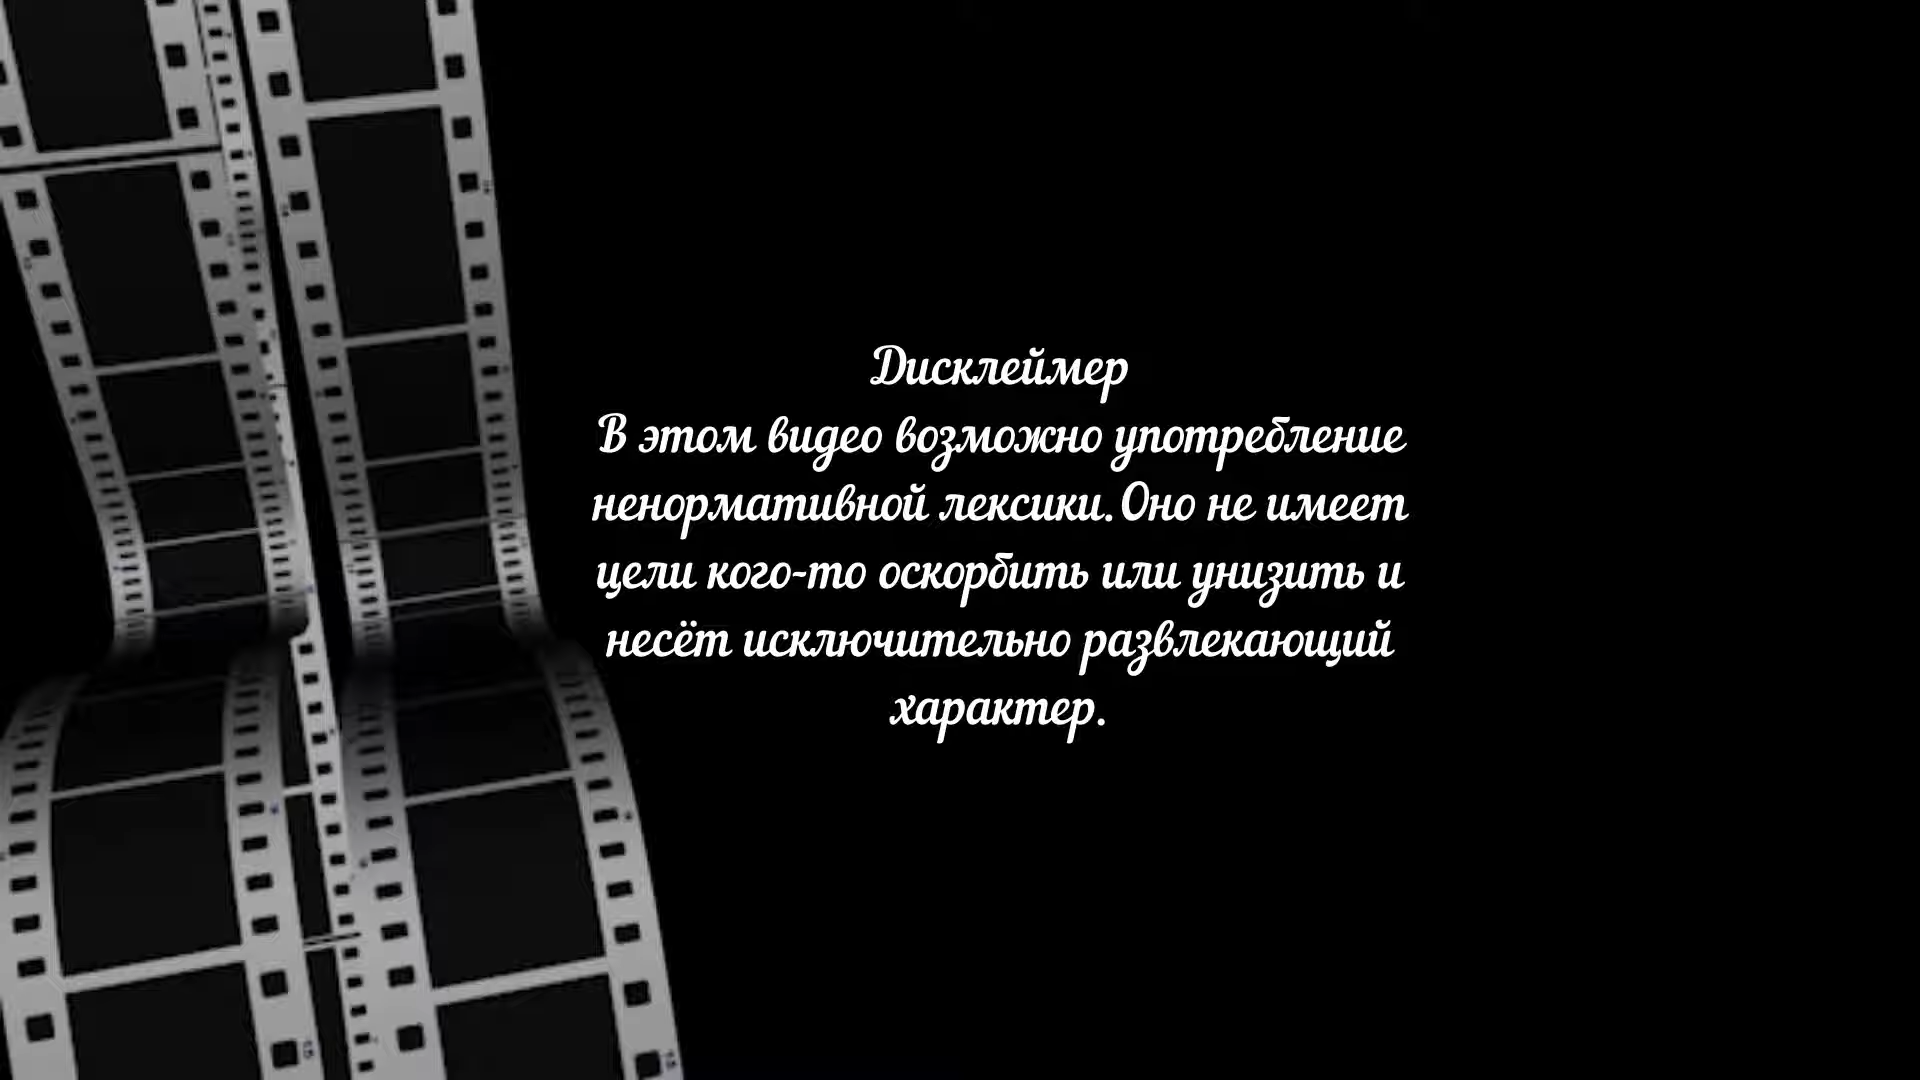 Дисклеймер
В этом видео возможно употребление
ненормативной лексики.Оно не имеет
цели кого-то оскорбить или унизить и
несёт исключительно развлекающий
характер.